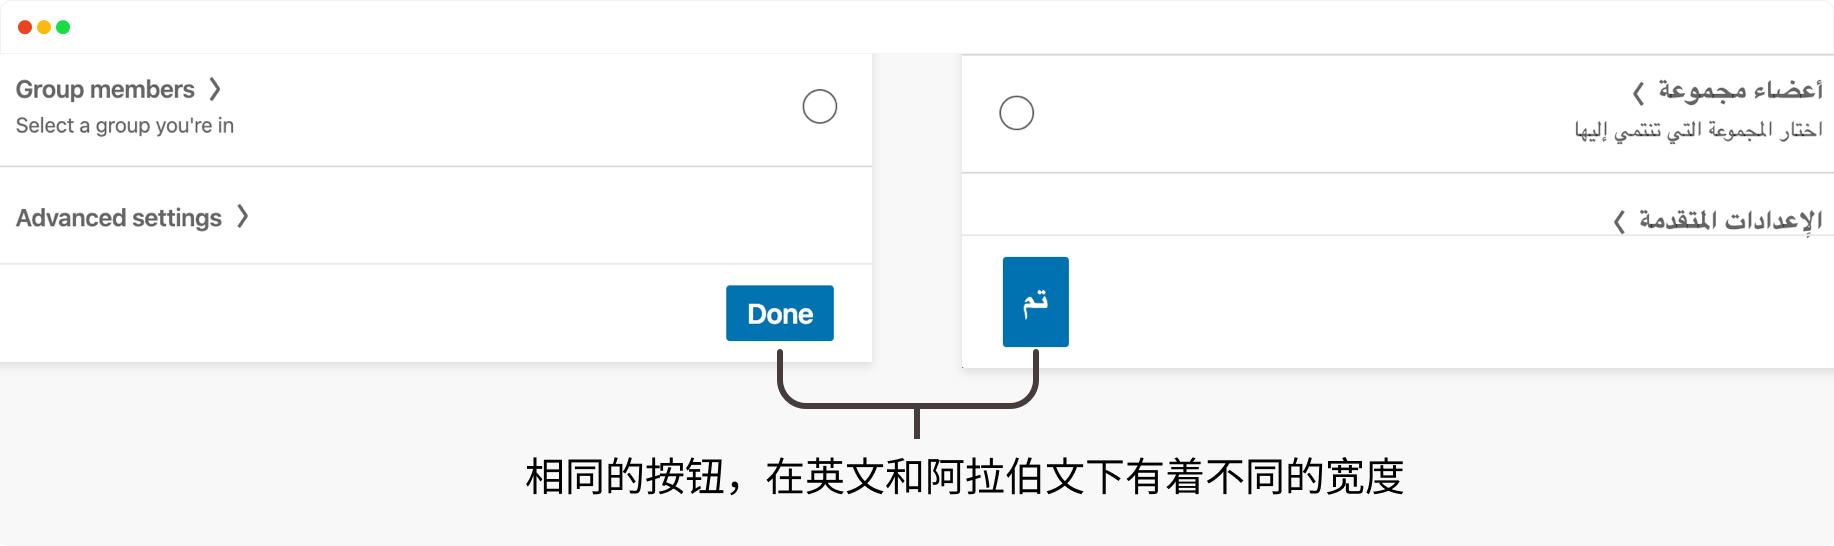 Group members
Select a group you're in
Advanced settings
Done
أعضاء مجموعة
اختار المجموعة التي تنتمي إليها
الإعدادات المتقدمة
تم
相同的按钮，在英文和阿拉伯文下有着不同的宽度